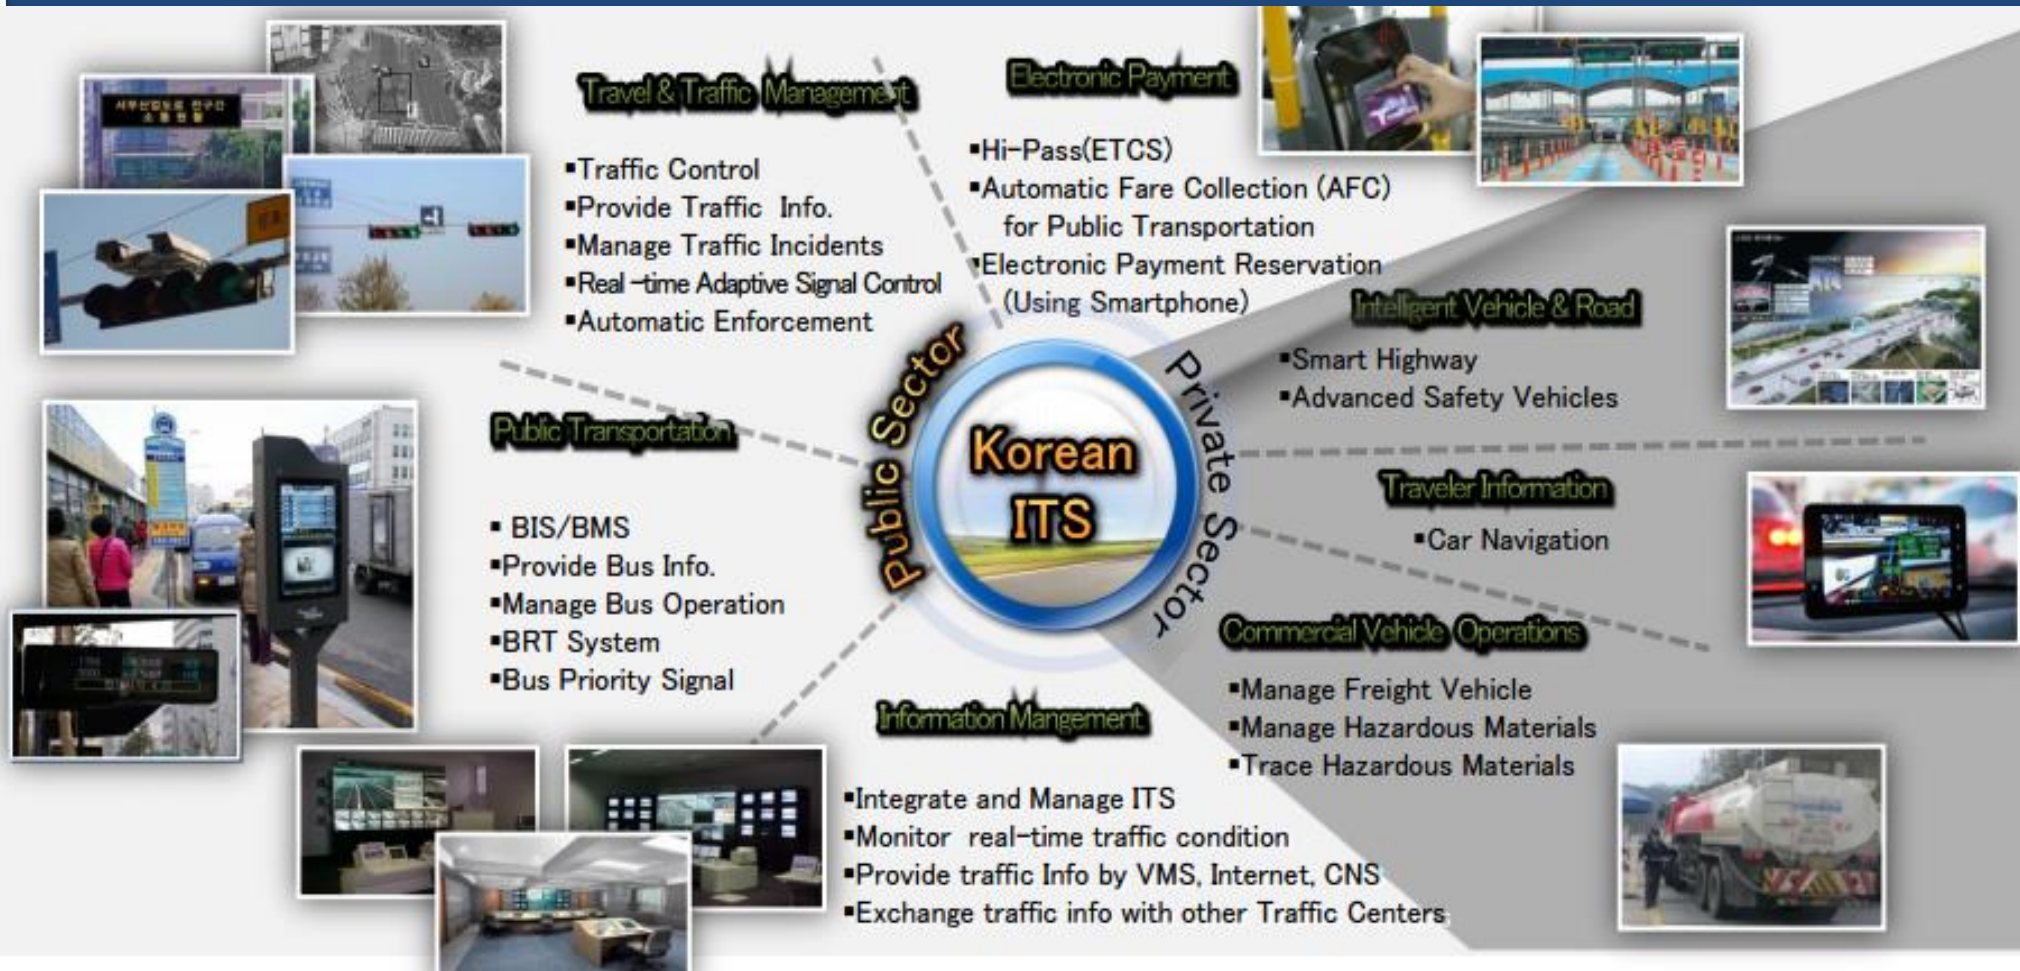 Travel & Traffic Management
▪Traffic Control
▪Provide Traffic Info.
▪Manage Traffic Incidents
▪Real-time Adaptive Signal Control
▪Automatic Enforcement
Electronic Payment
▪Hi-Pass(ETCS)
▪Automatic Fare Collection (AFC)
for Public Transportation
▪Electronic Payment Reservation
(Using Smartphone)
Intelligent Vehicle & Road
▪Smart Highway
▪Advanced Safety Vehicles
Public Transportation
▪ BIS/BMS
▪Provide Bus Info.
▪Manage Bus Operation
▪BRT System
▪Bus Priority Signal
Public Sector
Korean
ITS
Private Sector
Traveler Information
▪Car Navigation
Commercial Vehicle Operations
▪Manage Freight Vehicle
▪Manage Hazardous Materials
▪Trace Hazardous Materials
Information Mangement
▪Integrate and Manage ITS
▪Monitor real-time traffic condition
▪Provide traffic Info by VMS, Internet, CNS
▪Exchange traffic info with other Traffic Centers